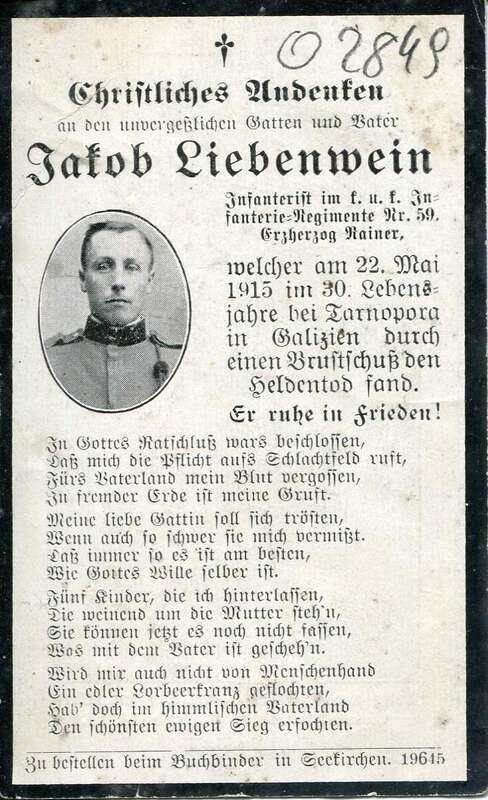 O 2849
Christliches Andenken
an den unvergeßlichen Gatten und Vater
Jakob Liebenwein
Infanterist im k. u. k. In-
fanterie-Regimente Nr. 59.
Erzherzog Rainer,
welcher am 22. Mai
1915 im 30. Lebens-
jahre bei Tarnopora
in Galizien durch
einen Brustschuß den
Heldentod fand.
Er ruhe in Frieden!
In Gottes Ratschluß wars beschlossen,
Daß mich die Pflicht aufs Schlachtfeld ruft,
Fürs Vaterland mein Blut vergossen,
In fremder Erde ist meine Gruft.
Meine liebe Gattin soll sich trösten,
Wenn auch so schwer sie mich vermißt.
Laß immer so es ist am besten,
Wie Gottes Wille selber ist.
Fünf Kinder, die ich hinterlassen,
Die weinend um die Mutter steh'n,
Sie können jetzt es noch nicht fassen,
Was mit dem Vater ist gescheh'n.
Wird mir auch nicht von Menschenhand
Ein edler Lorbeerkranz geflochten,
Hab' doch im himmlischen Vaterland
Den schönsten ewigen Sieg erfochten.
Zu bestellen beim Buchbinder in Seekirchen. 19645